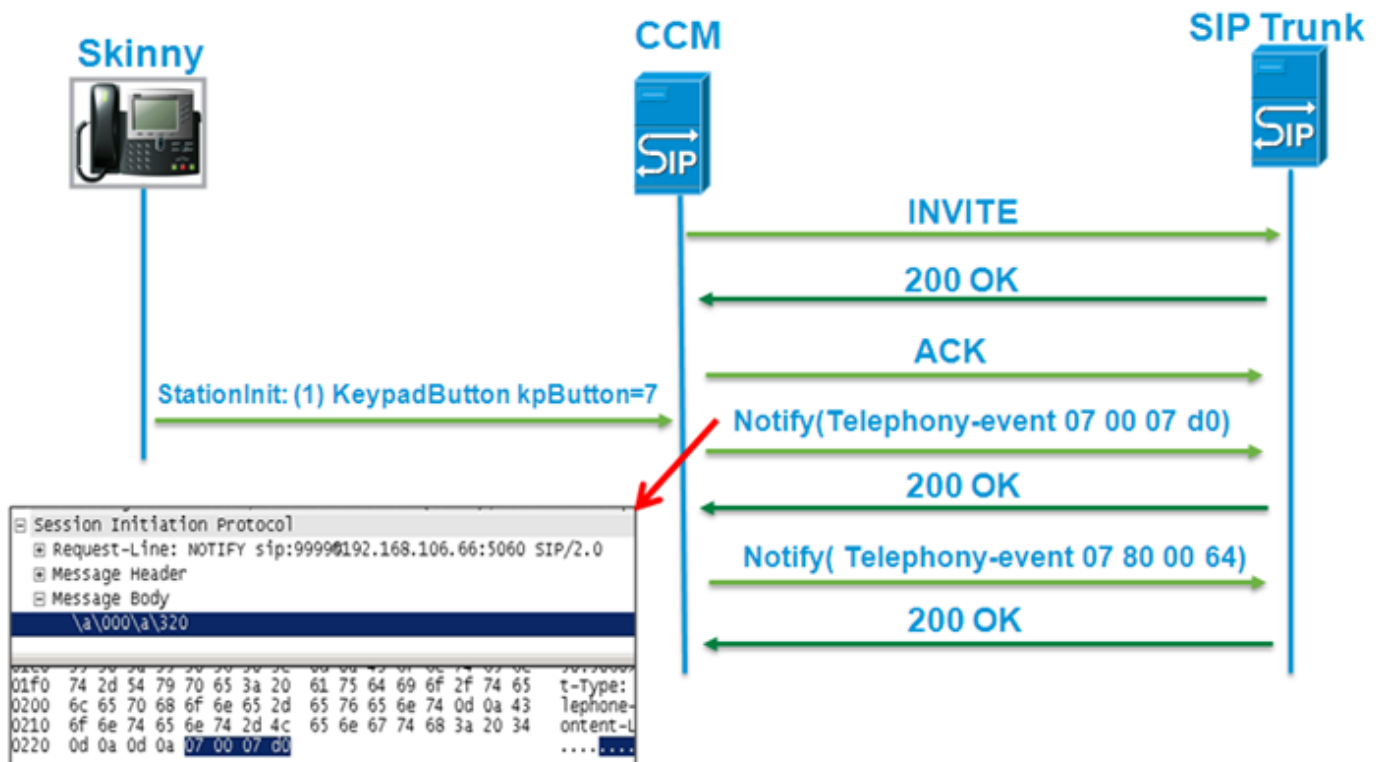 Skinny
CCM
SIP Trunk
SIP
SIP
INVITE
200 OK
ACK
StationInit: (1) KeypadButton kpButton=7
Notify(Telephony-event 07 00 07 d0)
200 OK
Notify( Telephony-event 07 80 00 64)
200 OK
Session Initiation Protocol
Request-Line: NOTIFY sip:9999@192.168.106.66:5060 SIP/2.0
Message Header
Message Body
\a\000\a\320
01f0 74 2d 54 79 70 65 3a 20 61 75 64 69 6f 2f 74 65 t-Type:
0200 6c 65 70 68 6f 6e 65 2d 65 76 65 6e 74 0d 0a 43 lephone-
0210 6f 6e 74 65 6e 74 2d 4c 65 6e 67 74 68 3a 20 34 ontent-L
0220 0d 0a 0d 0a 07 00 07 d0 ........